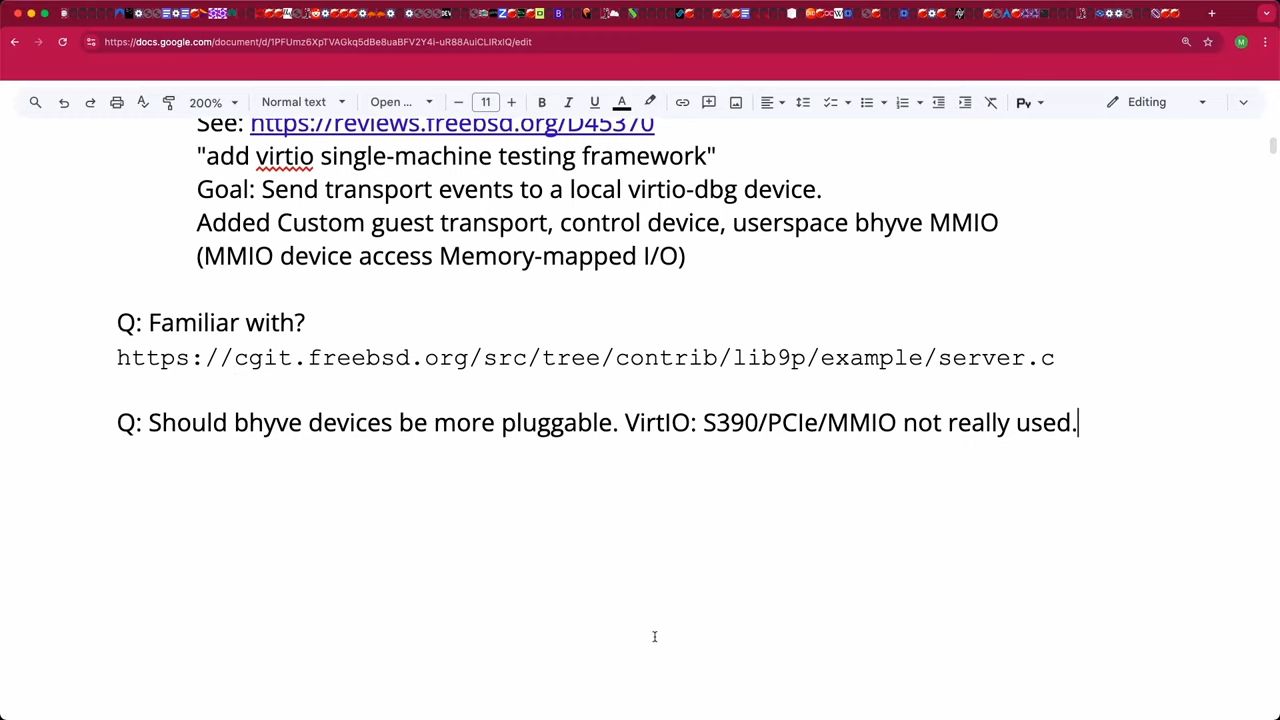 https://docs.google.com/document/d/1PFUmz6XpTVAGkq5dBe8uaBFV2Y4i-uR88AuiCLIRxIQ/edit
200%
Normal text
Open ...
11
Editing
See: https://reviews.freebsd.org/D45370
"add virtio single-machine testing framework"
Goal: Send transport events to a local virtio-dbg device.
Added Custom guest transport, control device, userspace bhyve MMIO
(MMIO device access Memory-mapped I/O)
Q: Familiar with?
https://cgit.freebsd.org/src/tree/contrib/lib9p/example/server.c
Q: Should bhyve devices be more pluggable. VirtIO: S390/PCIe/MMIO not really used.